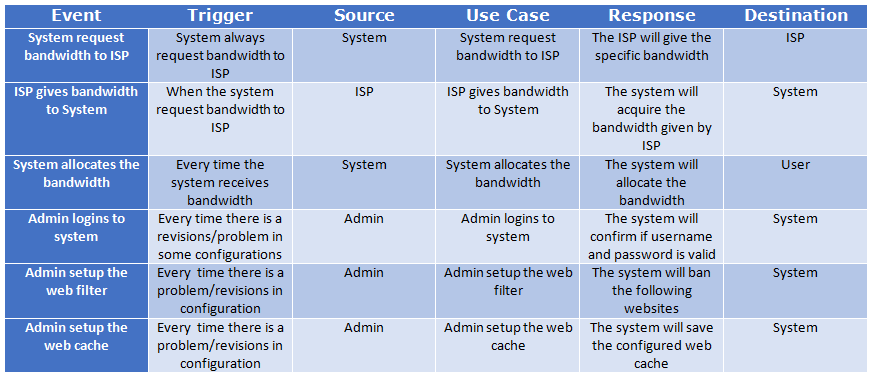 Event Trigger Source Use Case Response Destination
System request System always System System request The ISP will give the ISP
bandwidth to ISP request bandwidth to bandwidth to ISP specific bandwidth
ISP
ISP gives bandwidth When the system ISP ISP gives bandwidth The system will System
to System request bandwidth to to System acquire the
ISP bandwidth given by
ISP
System allocates the Every time the System System allocates the The system will User
bandwidth system receives bandwidth allocate the
bandwidth bandwidth
Admin logins to Every time there is a Admin Admin logins to The system will System
system revisions/problem in system confirm if username
some configurations and password is valid
Admin setup the Every time there is a Admin Admin setup the web The system will ban System
web filter problem/revisions in filter the following
configuration websites
Admin setup the Every time there is a Admin Admin setup the web The system will save System
web cache problem/revisions in cache the configured web
configuration cache